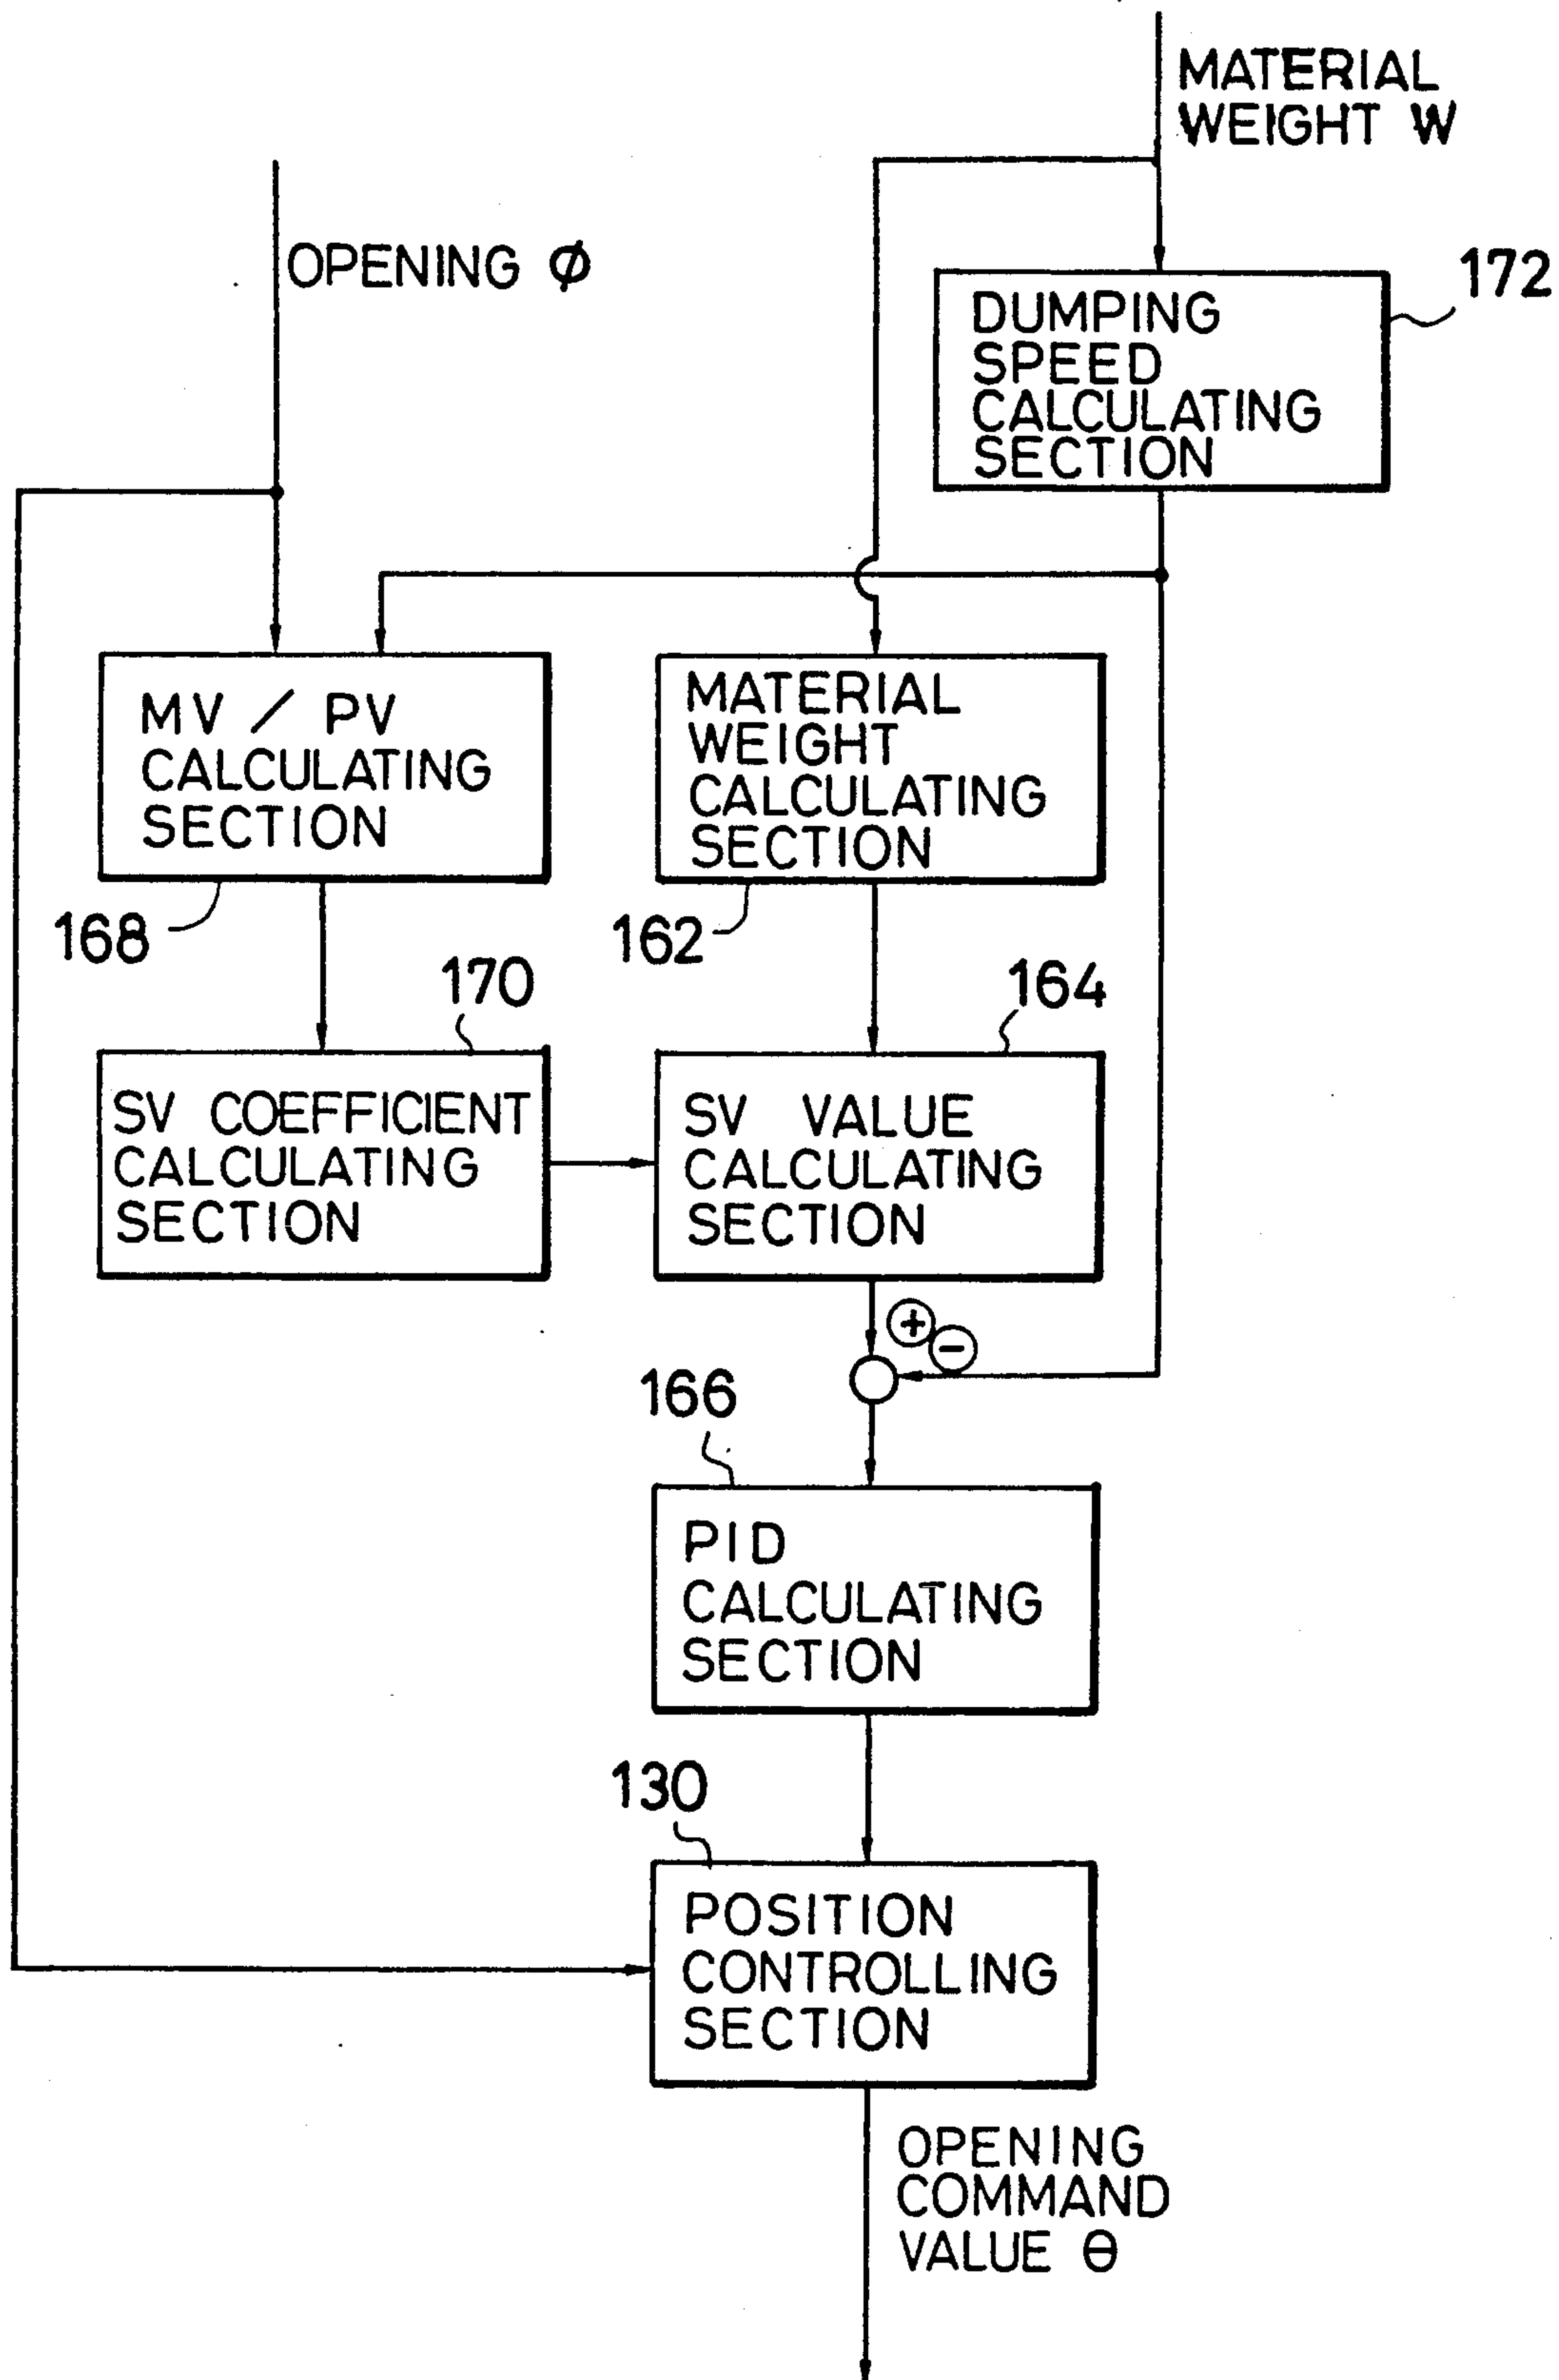 MATERIAL
WEIGHT W
OPENING Φ
172
DUMPING
SPEED
CALCULATING
SECTION
MV / PV
CALCULATING
SECTION
168
MATERIAL
WEIGHT
CALCULATING
SECTION
162
170
SV COEFFICIENT
CALCULATING
SECTION
164
SV VALUE
CALCULATING
SECTION
+
-
166
PID
CALCULATING
SECTION
130
POSITION
CONTROLLING
SECTION
OPENING
COMMAND
VALUE Θ